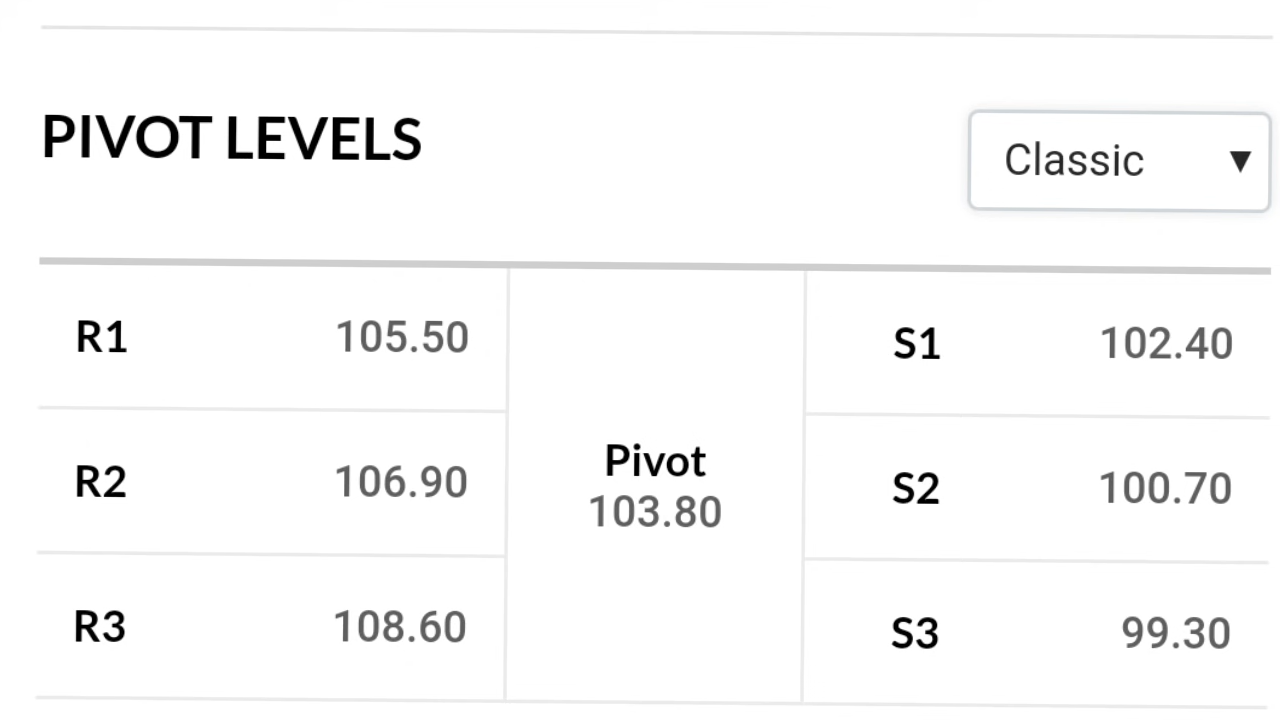 PIVOT LEVELS
Classic ▼
R1 105.50
R2 106.90
R3 108.60
Pivot
103.80
S1 102.40
S2 100.70
S3 99.30